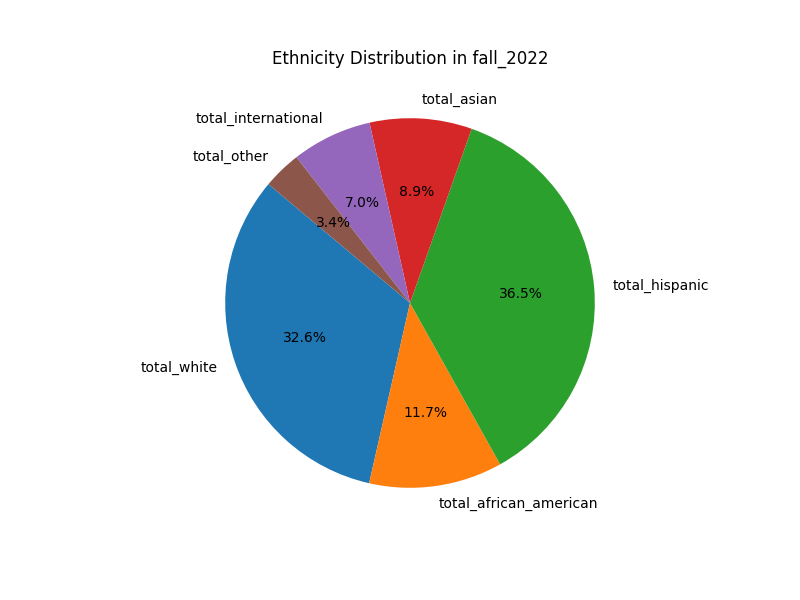 Ethnicity Distribution in fall_2022
total_asian
total_international
total_other
8.9%
7.0%
3.4%
total_hispanic
36.5%
32.6%
total_white
11.7%
total_african_american